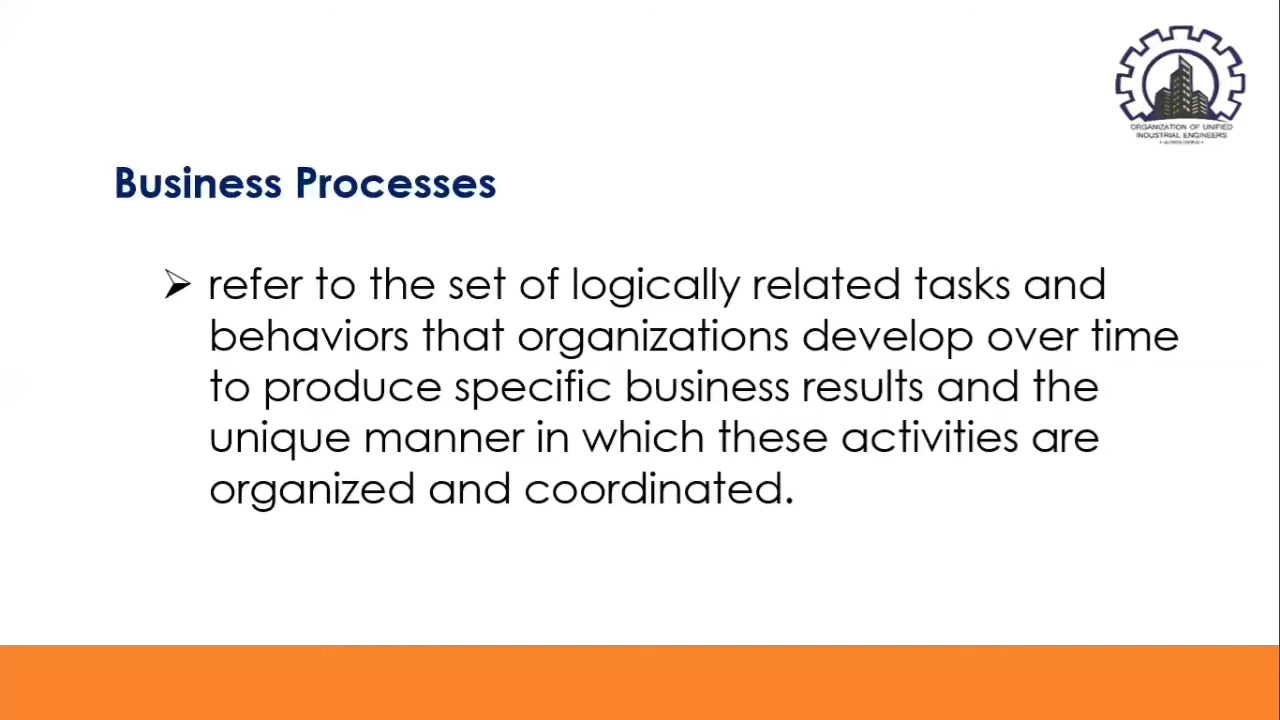 ORGANIZATION OF UNIFIED
INDUSTRIAL ENGINEERS
Business Processes
➢ refer to the set of logically related tasks and
behaviors that organizations develop over time
to produce specific business results and the
unique manner in which these activities are
organized and coordinated.